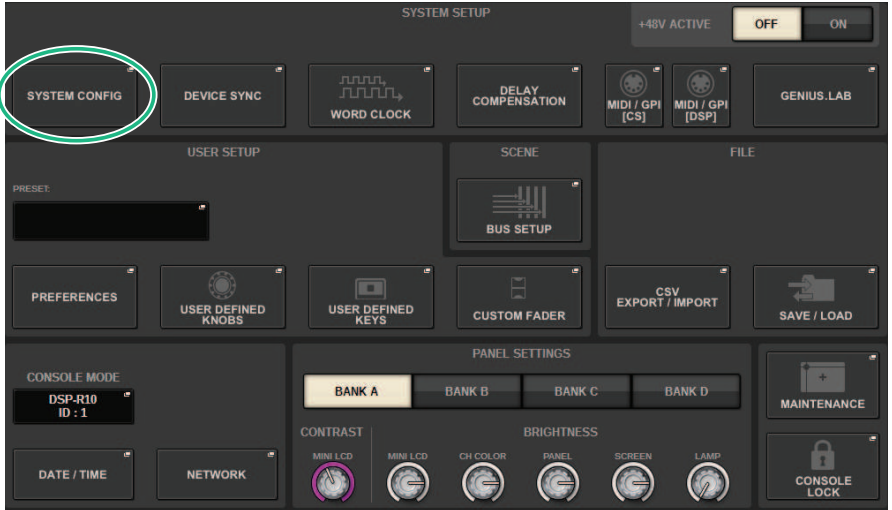 SYSTEM SETUP
+48V ACTIVE
OFF
ON
SYSTEM CONFIG
DEVICE SYNC
WORD CLOCK
DELAY
COMPENSATION
MIDI / GPI
[CS]
MIDI / GPI
[DSP]
GENIUS.LAB
USER SETUP
SCENE
FILE
PRESET:
BUS SETUP
PREFERENCES
USER DEFINED
KNOBS
USER DEFINED
KEYS
CUSTOM FADER
CSV
EXPORT / IMPORT
SAVE / LOAD
CONSOLE MODE
DSP-R10
ID : 1
PANEL SETTINGS
BANK A
BANK B
BANK C
BANK D
MAINTENANCE
CONTRAST
BRIGHTNESS
MINI LCD
MINI LCD
CH COLOR
PANEL
SCREEN
LAMP
DATE / TIME
NETWORK
CONSOLE
LOCK